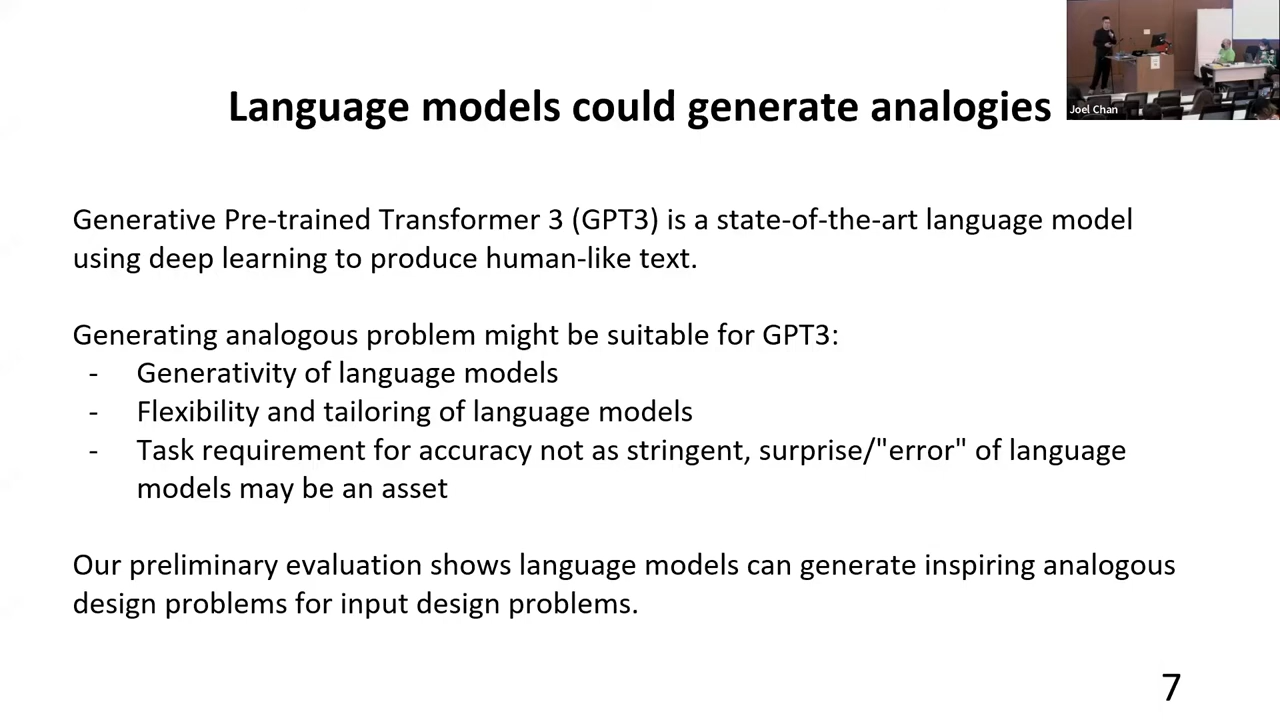 Language models could generate analogies
Joel Chan
Generative Pre-trained Transformer 3 (GPT3) is a state-of-the-art language model
using deep learning to produce human-like text.
Generating analogous problem might be suitable for GPT3:
- Generativity of language models
- Flexibility and tailoring of language models
- Task requirement for accuracy not as stringent, surprise/"error" of language
models may be an asset
Our preliminary evaluation shows language models can generate inspiring analogous
design problems for input design problems.
7